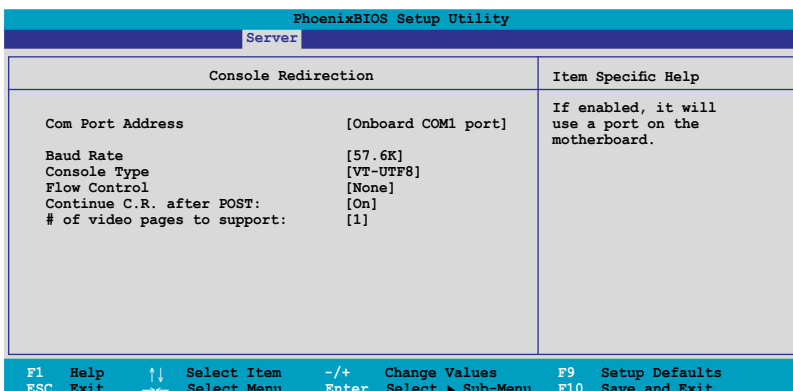 PhoenixBIOS Setup Utility
Server
Console Redirection
Item Specific Help
Com Port Address [Onboard COM1 port]
Baud Rate [57.6K]
Console Type [VT-UTF8]
Flow Control [None]
Continue C.R. after POST: [On]
# of video pages to support: [1]
If enabled, it will
use a port on the
motherboard.
F1 Help ↑↓ Select Item -/+ Change Values F9 Setup Defaults
ESC Exit →← Select Menu Enter Select ▶ Sub-Menu F10 Save and Exit